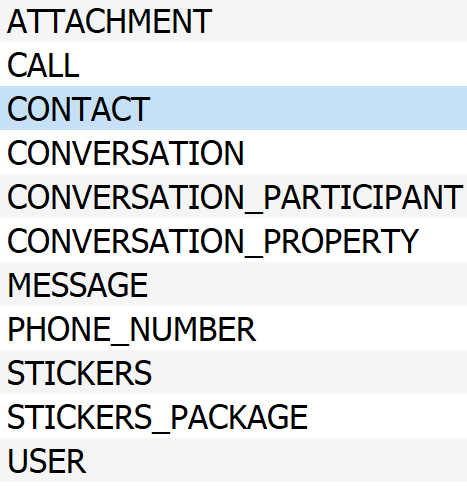 ATTACHMENT
CALL
CONTACT
CONVERSATION
CONVERSATION_PARTICIPANT
CONVERSATION_PROPERTY
MESSAGE
PHONE_NUMBER
STICKERS
STICKERS_PACKAGE
USER